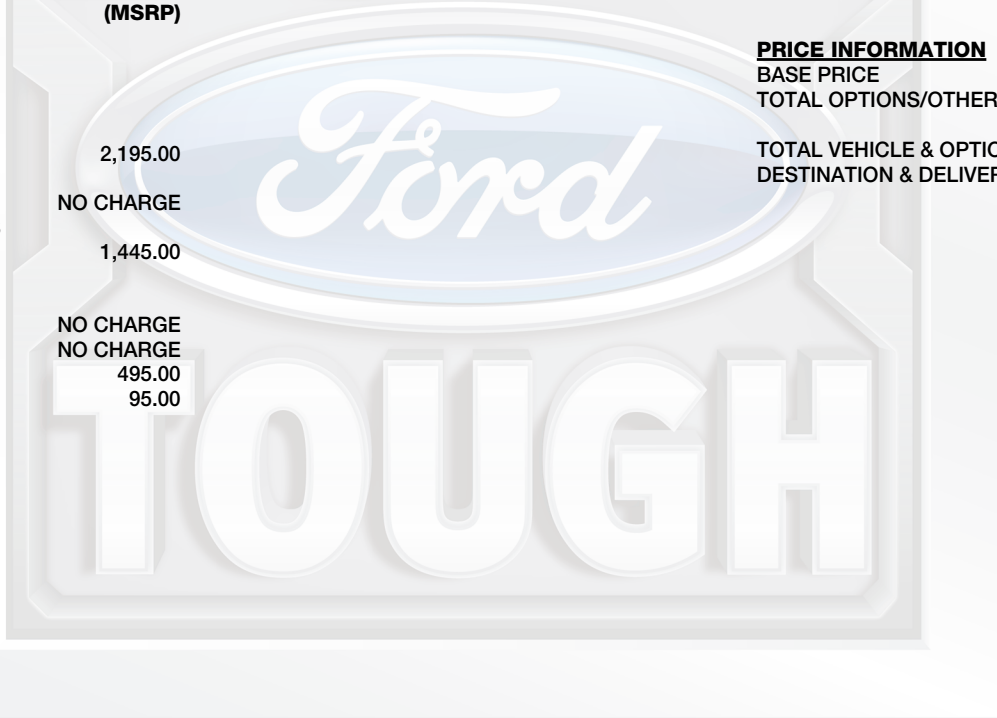 (MSRP)
2,195.00
NO CHARGE
1,445.00
NO CHARGE
NO CHARGE
495.00
95.00
PRICE INFORMATION
BASE PRICE
TOTAL OPTIONS/OTHER
TOTAL VEHICLE & OPTIO
DESTINATION & DELIVER
Ford
TOUGH